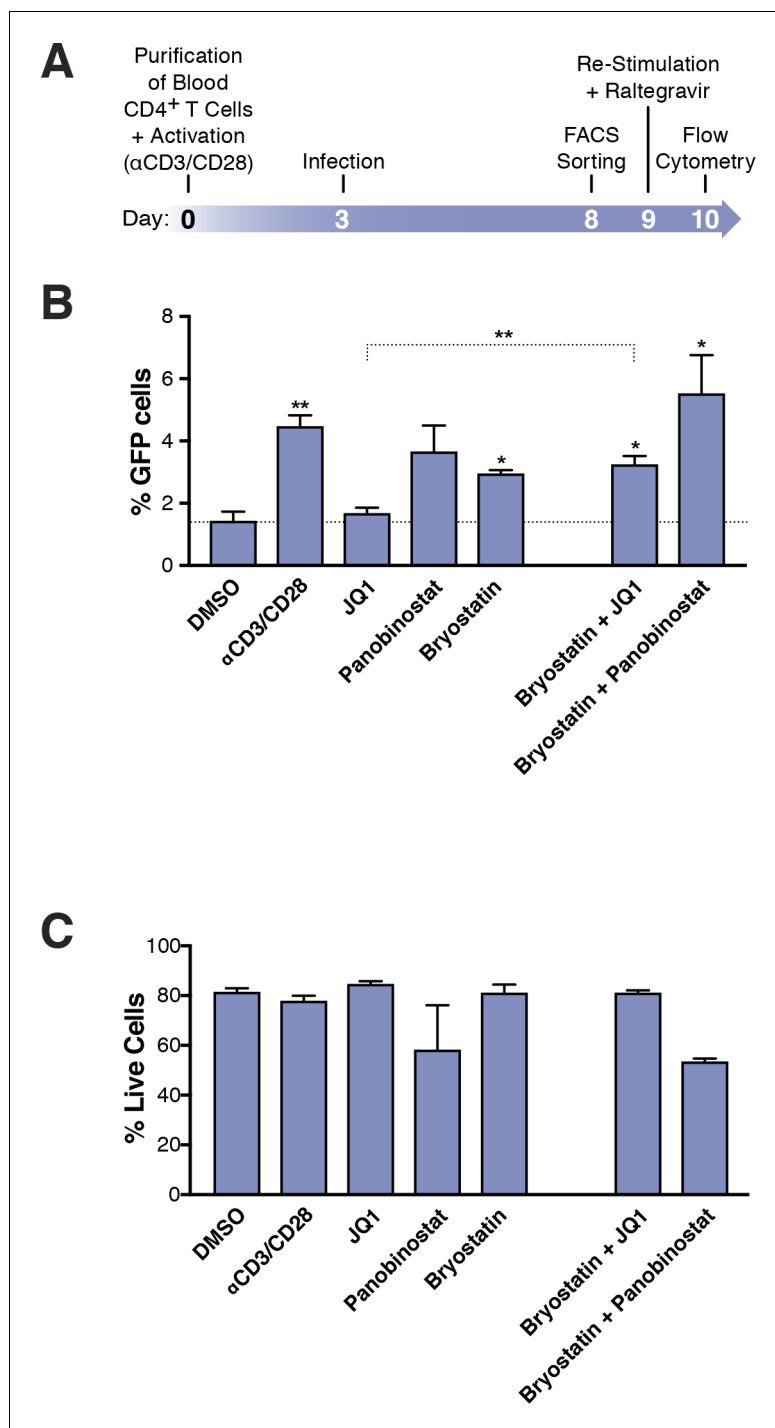 A
Purification
of Blood
CD4+ T Cells
+ Activation
(αCD3/CD28)
Infection
FACS
Sorting
Re-Stimulation
+ Raltegravir
Flow
Cytometry
Day: 0 3 8 9 10
B
% GFP cells
8
6
4
2
0
**
**
*
*
*
DMSO
αCD3/CD28
JQ1
Panobinostat
Bryostatin
Bryostatin + JQ1
Bryostatin + Panobinostat
C
% Live Cells
100
80
60
40
20
0
DMSO
αCD3/CD28
JQ1
Panobinostat
Bryostatin
Bryostatin + JQ1
Bryostatin + Panobinostat